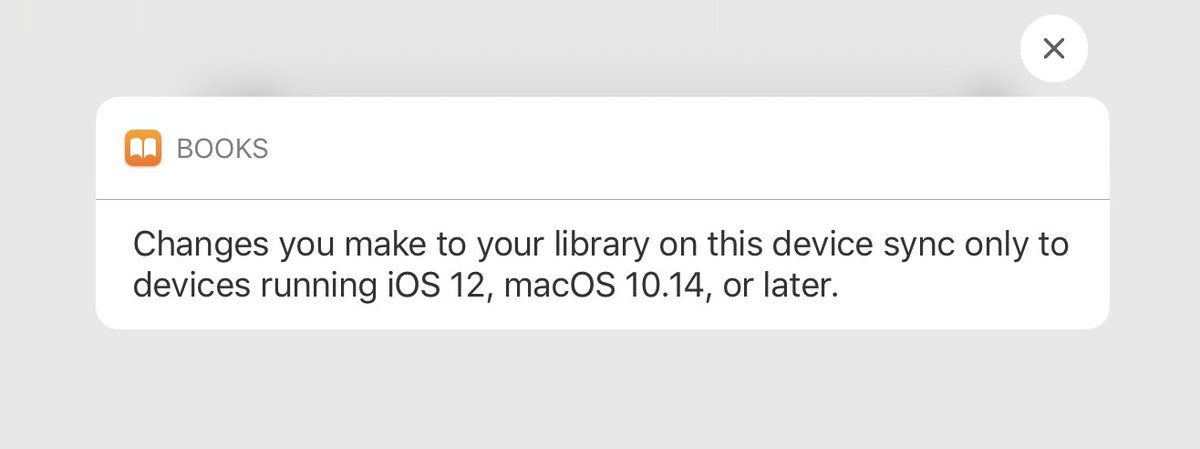 BOOKS
Changes you make to your library on this device sync only to
devices running iOS 12, macOS 10.14, or later.